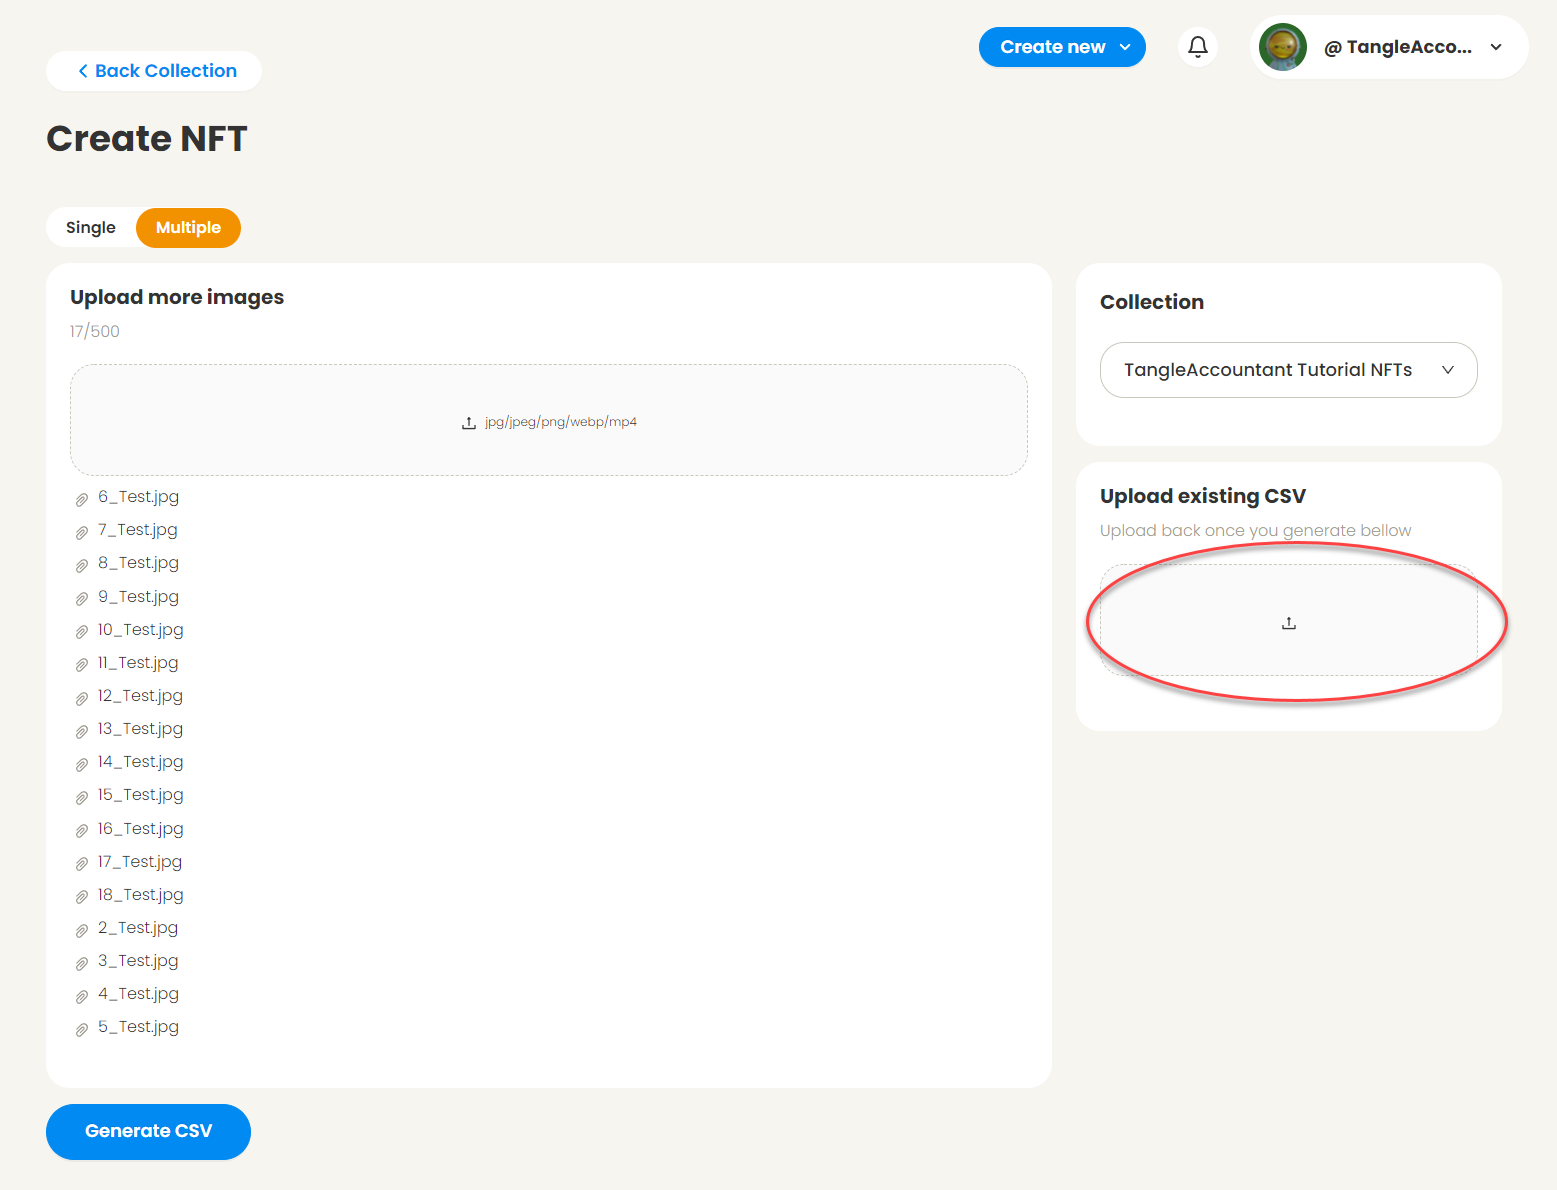 Back Collection
Create new
@ TangleAcco...
Create NFT
Single
Multiple
Upload more images
17/500
jpg/jpeg/png/webp/mp4
6_Test.jpg
7_Test.jpg
8_Test.jpg
9_Test.jpg
10_Test.jpg
11_Test.jpg
12_Test.jpg
13_Test.jpg
14_Test.jpg
15_Test.jpg
16_Test.jpg
17_Test.jpg
18_Test.jpg
2_Test.jpg
3_Test.jpg
4_Test.jpg
5_Test.jpg
Generate CSV
Collection
TangleAccountant Tutorial NFTs
Upload existing CSV
Upload back once you generate bellow